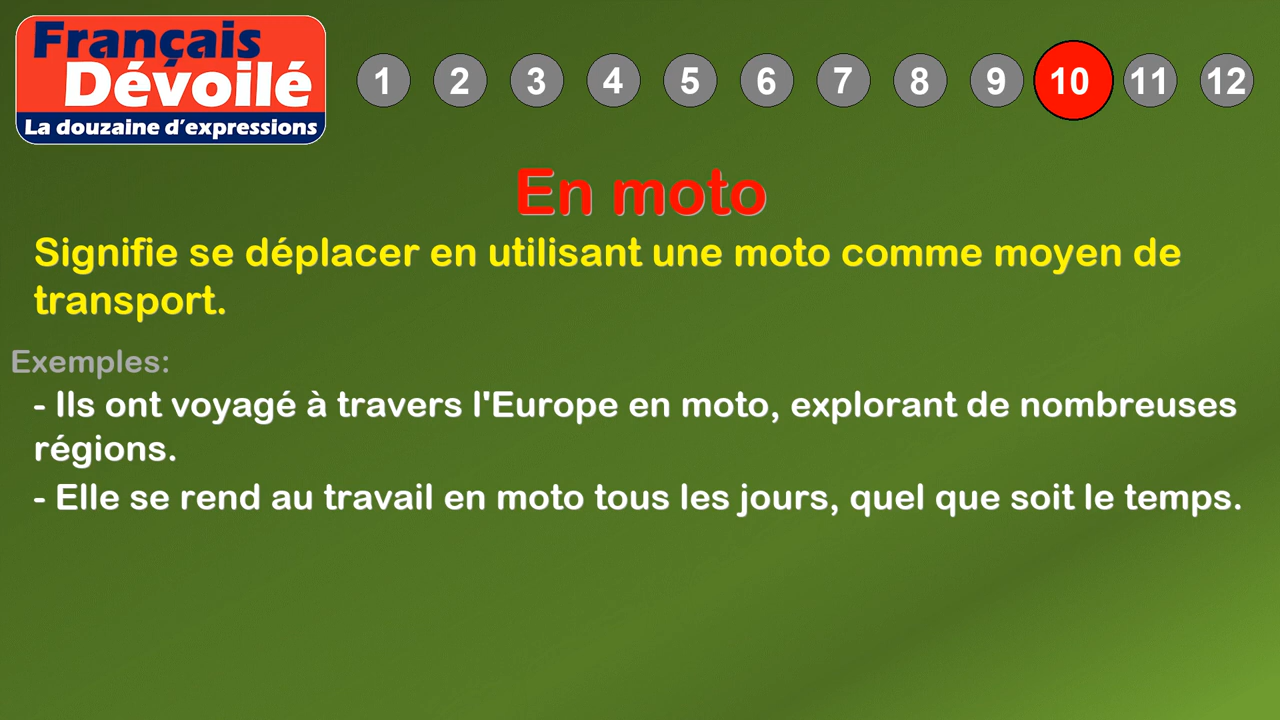 Français
Dévoilé
La douzaine d'expressions
1 2 3 4 5 6 7 8 9 10 11 12
En moto
Signifie se déplacer en utilisant une moto comme moyen de
transport.
Exemples:
- Ils ont voyagé à travers l'Europe en moto, explorant de nombreuses
régions.
- Elle se rend au travail en moto tous les jours, quel que soit le temps.